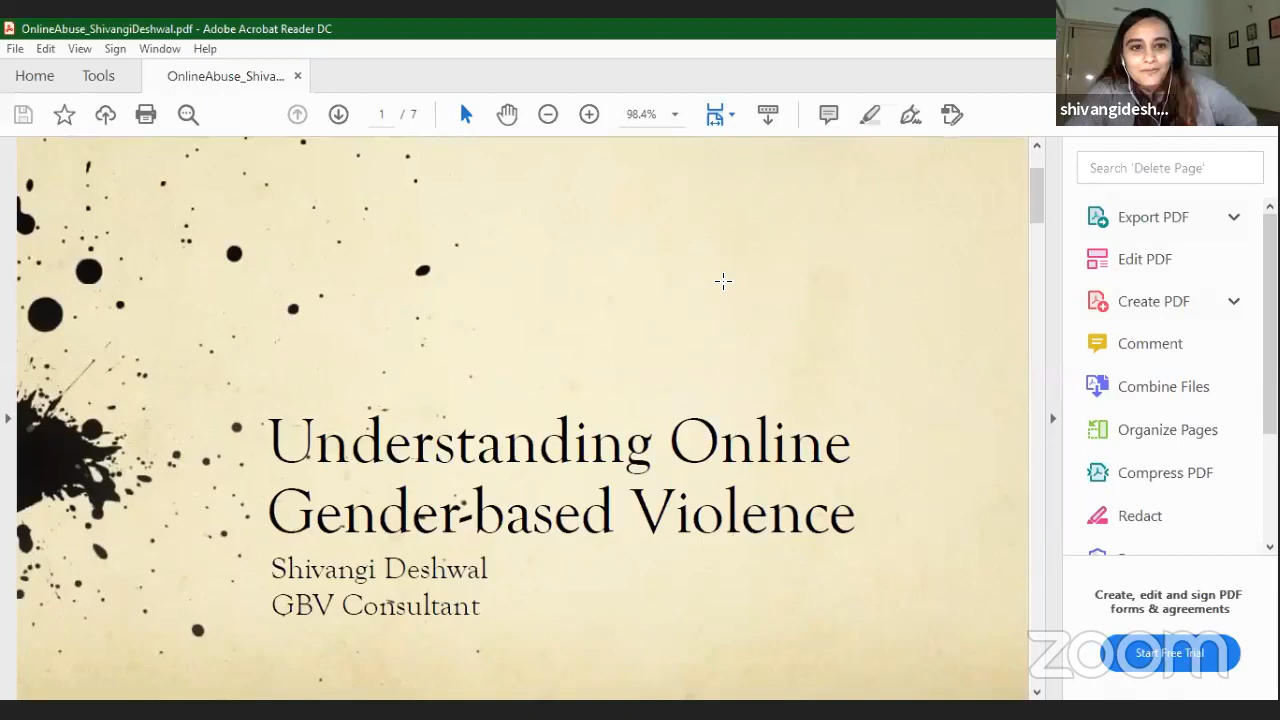 OnlineAbuse_ShivangiDeshwal.pdf - Adobe Acrobat Reader DC
File Edit View Sign Window Help
Home Tools OnlineAbuse_Shiva... ×
1 / 7 98.4%
shivangidesh...
Search 'Delete Page'
Export PDF
Edit PDF
Create PDF
Comment
Combine Files
Organize Pages
Compress PDF
Redact
Understanding Online
Gender-based Violence
Shivangi Deshwal
GBV Consultant
Create, edit and sign PDF
forms & agreements
Start Free Trial
zoom